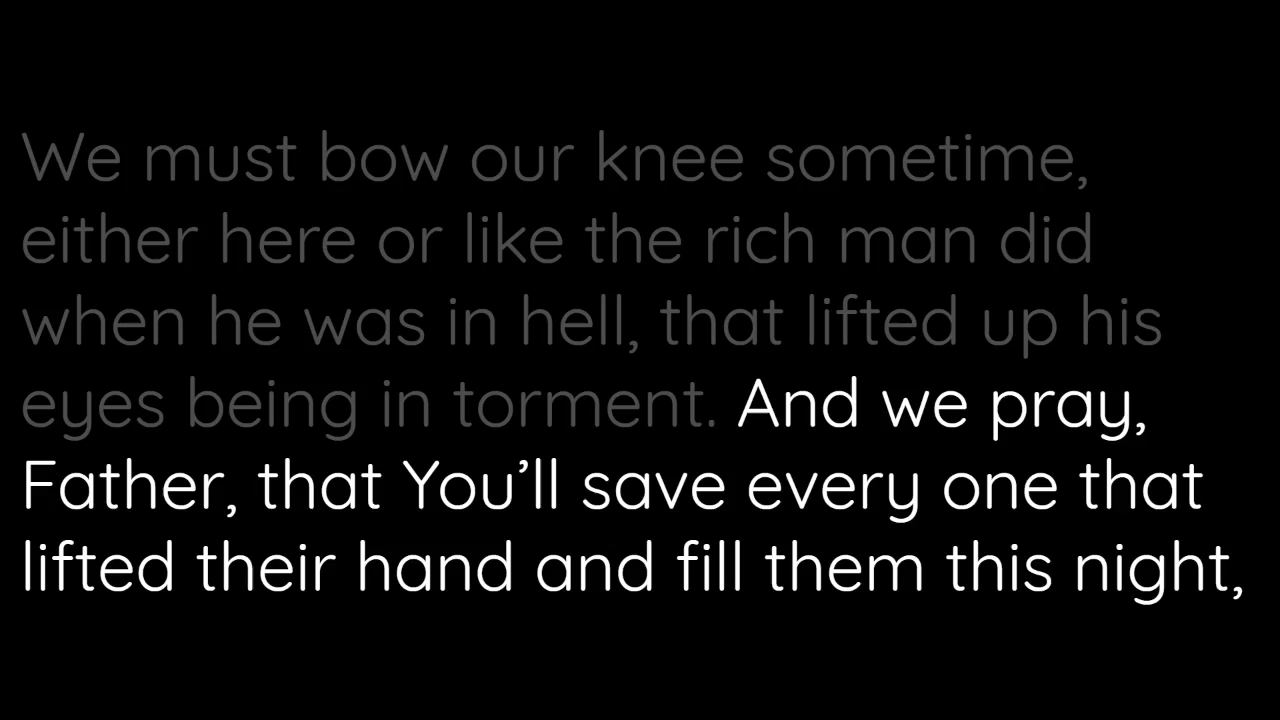 We must bow our knee sometime,
either here or like the rich man did
when he was in hell, that lifted up his
eyes being in torment. And we pray,
Father, that You’ll save every one that
lifted their hand and fill them this night,